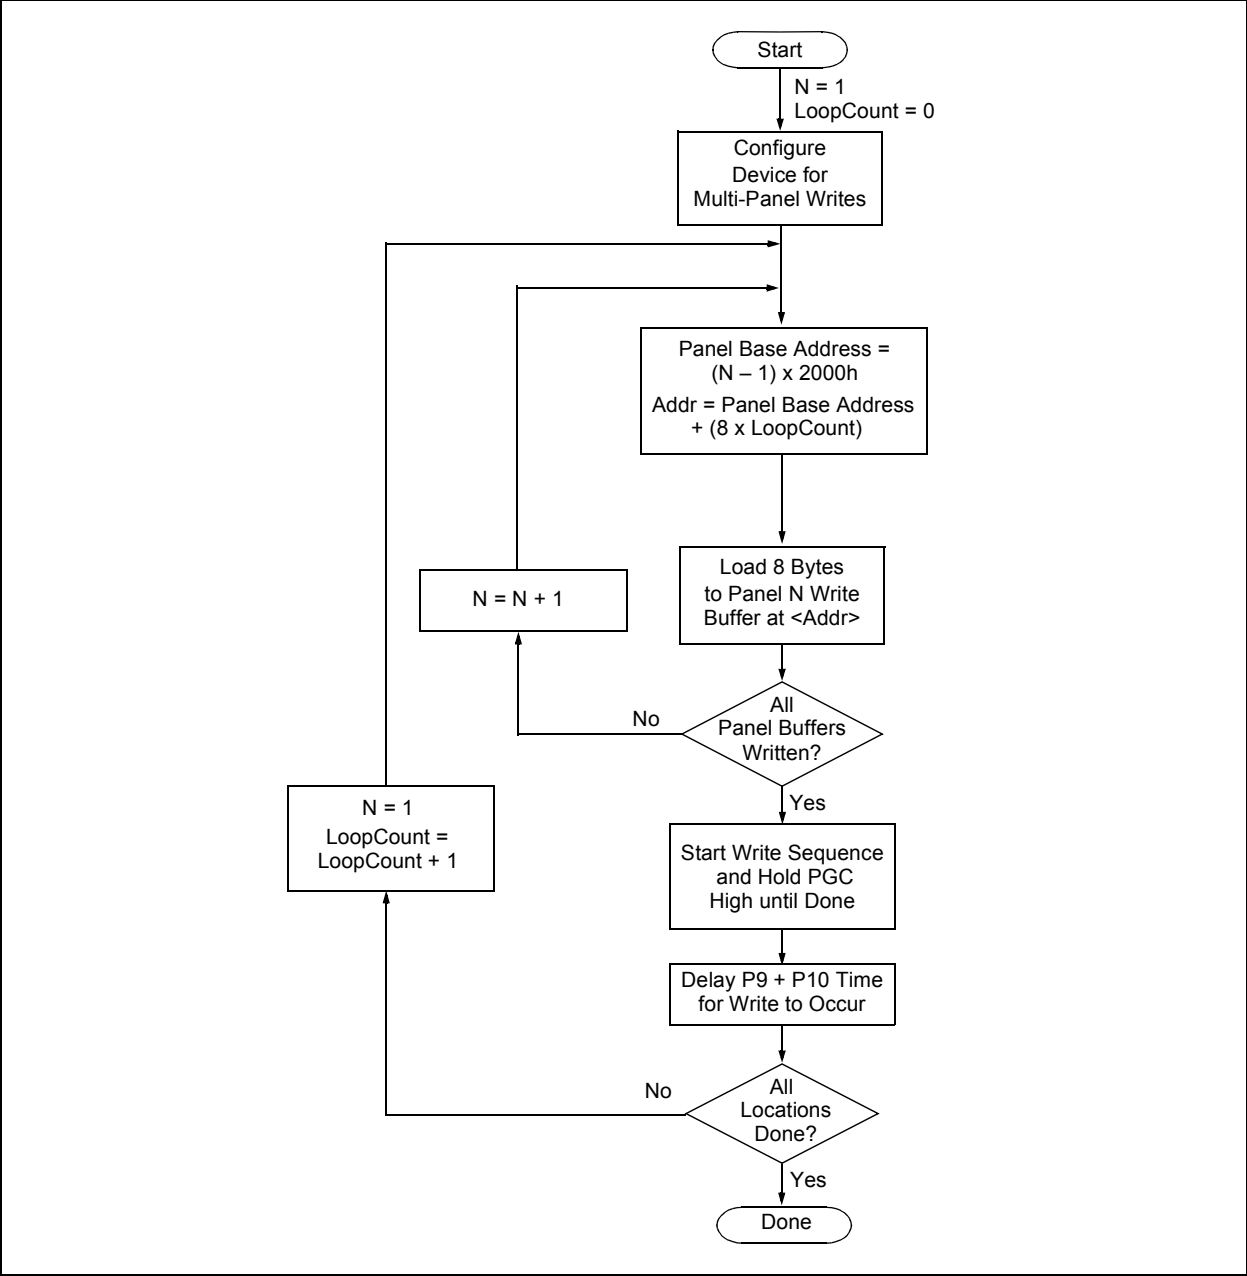 Start
N = 1
LoopCount = 0
Configure
Device for
Multi-Panel Writes
Panel Base Address =
(N – 1) x 2000h
Addr = Panel Base Address
+ (8 x LoopCount)
Load 8 Bytes
to Panel N Write
Buffer at <Addr>
N = N + 1
All
Panel Buffers
Written?
No
Yes
N = 1
LoopCount =
LoopCount + 1
Start Write Sequence
and Hold PGC
High until Done
Delay P9 + P10 Time
for Write to Occur
All
Locations
Done?
No
Yes
Done